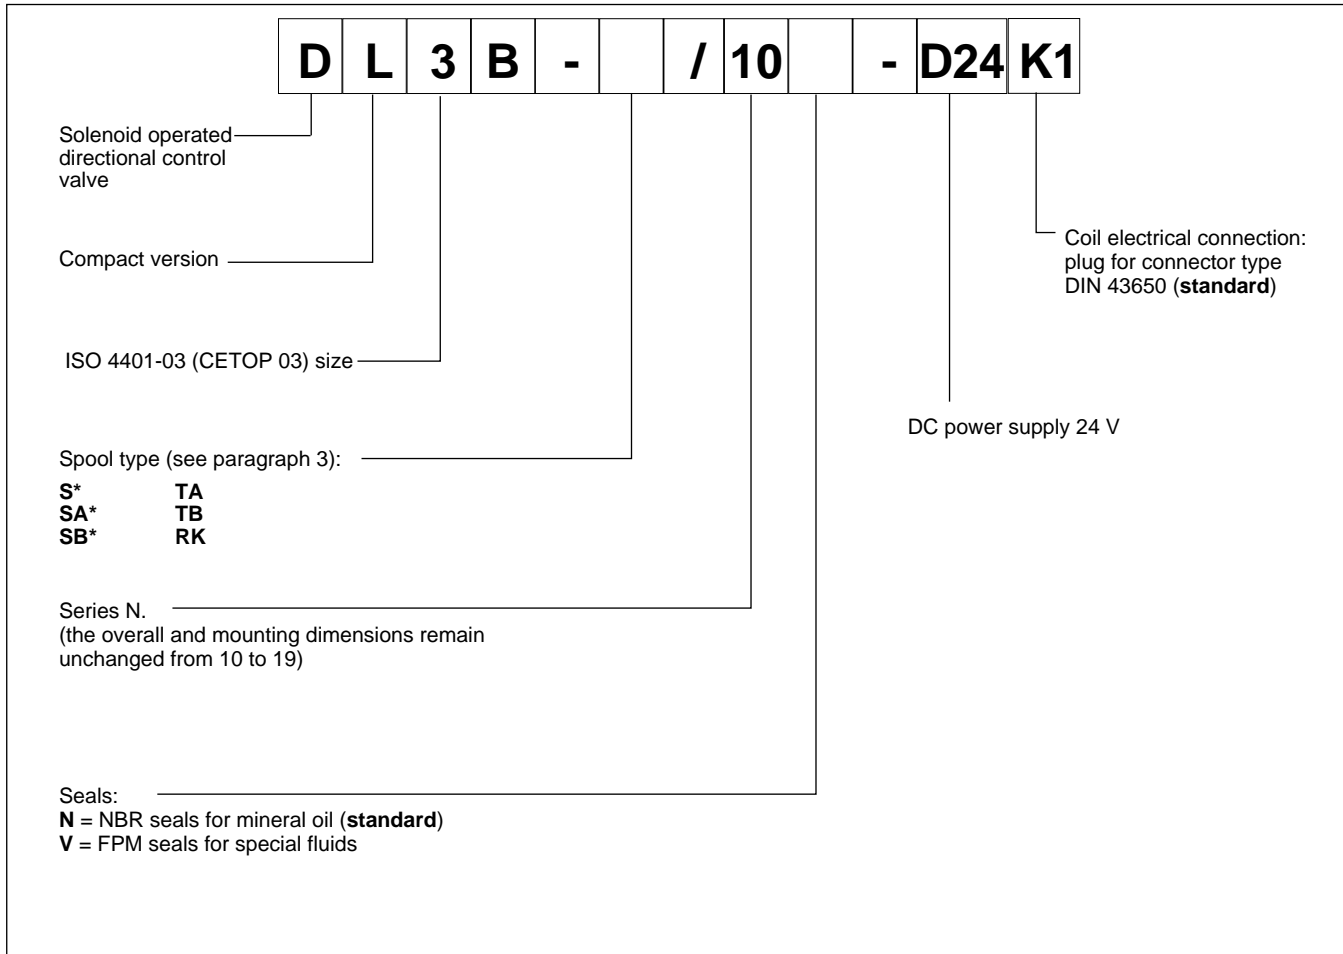 D L 3 B - / 10 - D24 K1
Solenoid operated
directional control
valve
Compact version
ISO 4401-03 (CETOP 03) size
Spool type (see paragraph 3):
S* TA
SA* TB
SB* RK
Series N.
(the overall and mounting dimensions remain
unchanged from 10 to 19)
Seals:
N = NBR seals for mineral oil (standard)
V = FPM seals for special fluids
Coil electrical connection:
plug for connector type
DIN 43650 (standard)
DC power supply 24 V